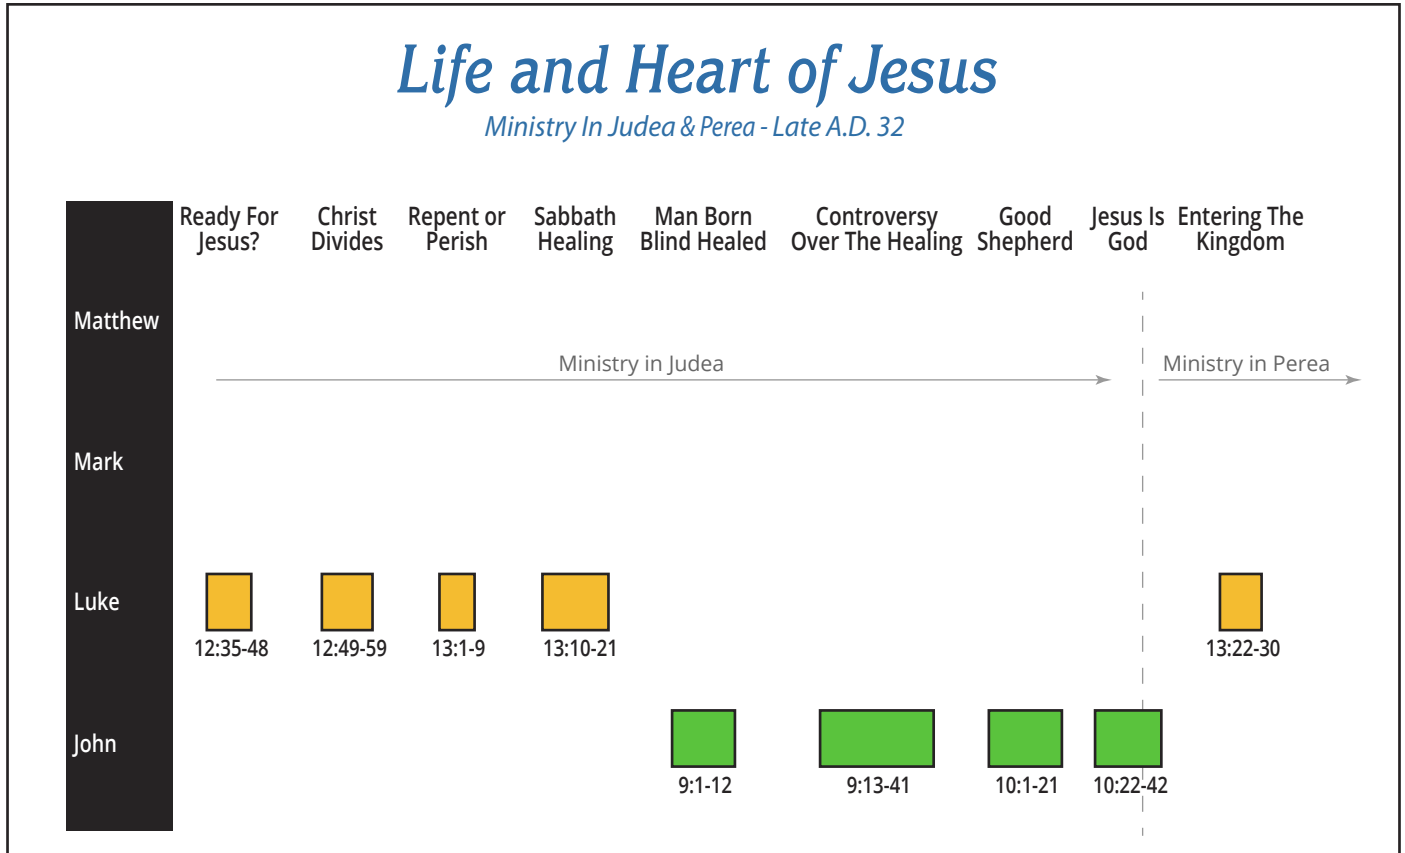 Life and Heart of Jesus
Ministry In Judea & Perea - Late A.D. 32
Ready For
Jesus?
Christ
Divides
Repent or
Perish
Sabbath
Healing
Man Born
Blind Healed
Controversy
Over The Healing
Good
Shepherd
Jesus Is
God
Entering The
Kingdom
Matthew
Ministry in Judea
Ministry in Perea
Mark
Luke
12:35-48
12:49-59
13:1-9
13:10-21
13:22-30
John
9:1-12
9:13-41
10:1-21
10:22-42